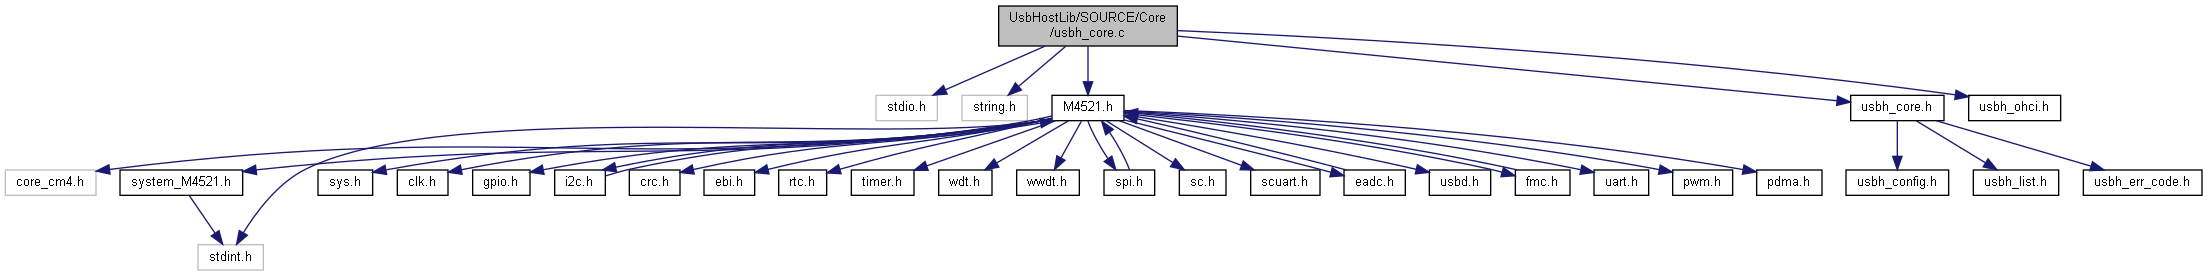 UsbHostLib/SOURCE/Core
/usbh_core.c
stdio.h
string.h
M4521.h
usbh_core.h
usbh_ohci.h
core_cm4.h
system_M4521.h
sys.h
clk.h
gpio.h
i2c.h
crc.h
ebi.h
rtc.h
timer.h
wdt.h
wwdt.h
spi.h
sc.h
scuart.h
eadc.h
usbd.h
fmc.h
uart.h
pwm.h
pdma.h
usbh_config.h
usbh_list.h
usbh_err_code.h
stdint.h